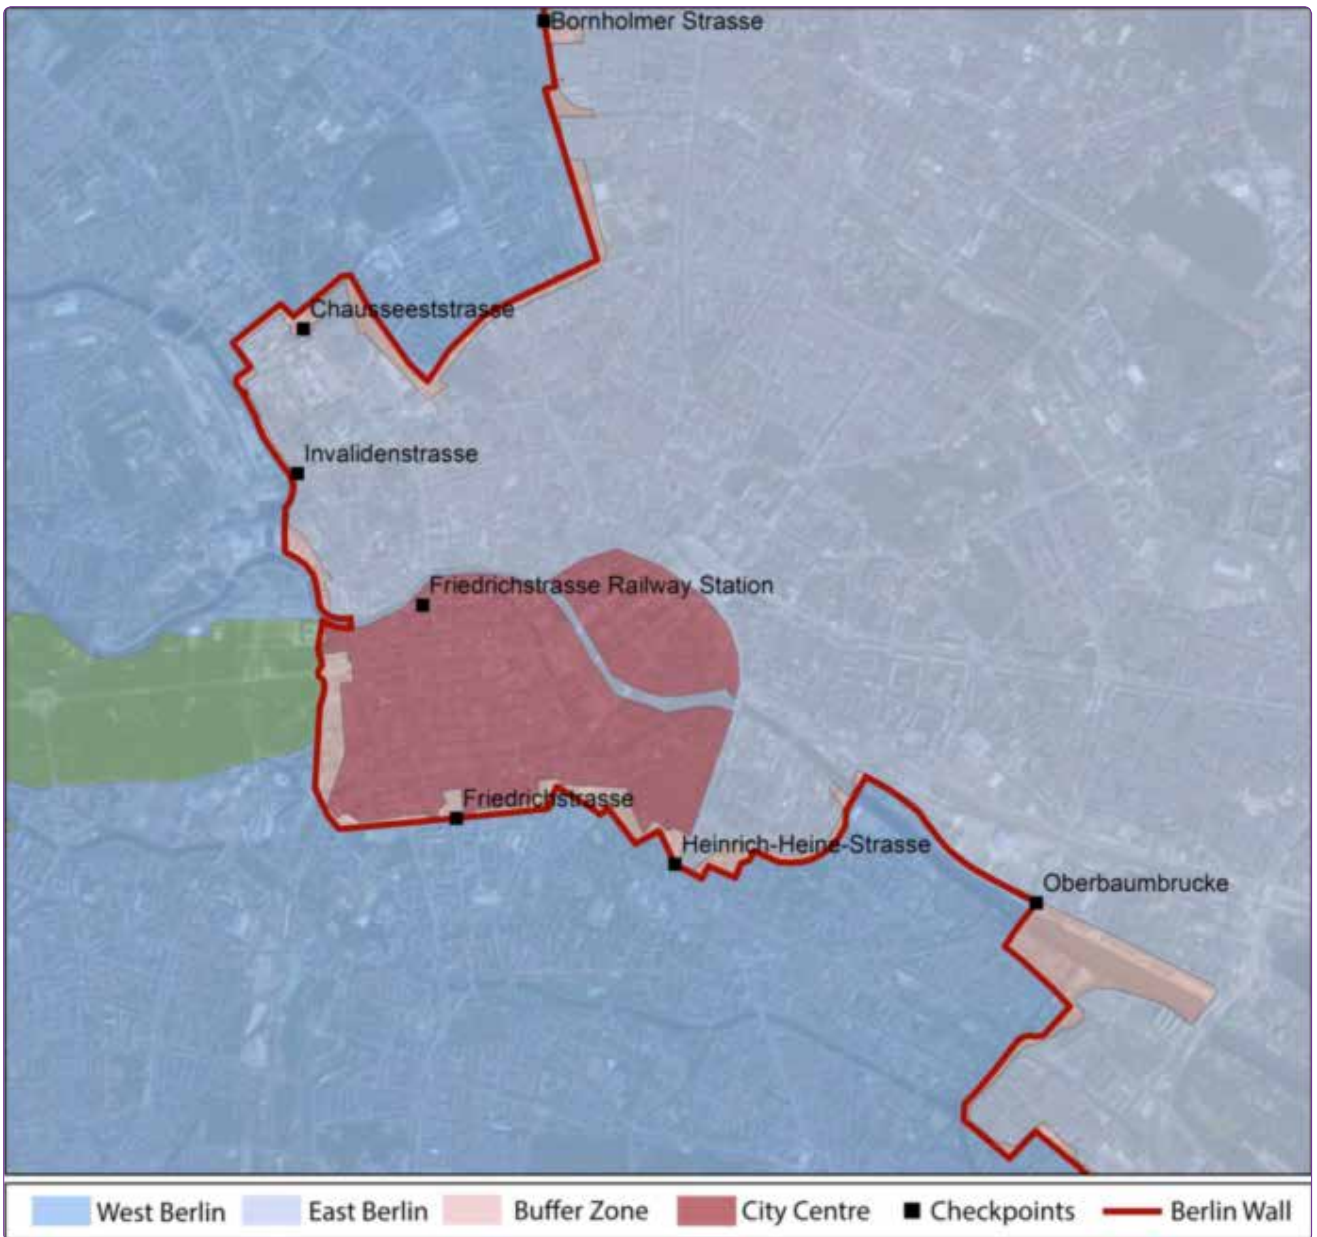 Bornholmer Strasse
Chausseeststrasse
Invalidenstrasse
Friedrichstrasse Railway Station
Friedrichstrasse
Heinrich-Heine-Strasse
Oberbaumbrucke
West Berlin
East Berlin
Buffer Zone
City Centre
Checkpoints
Berlin Wall